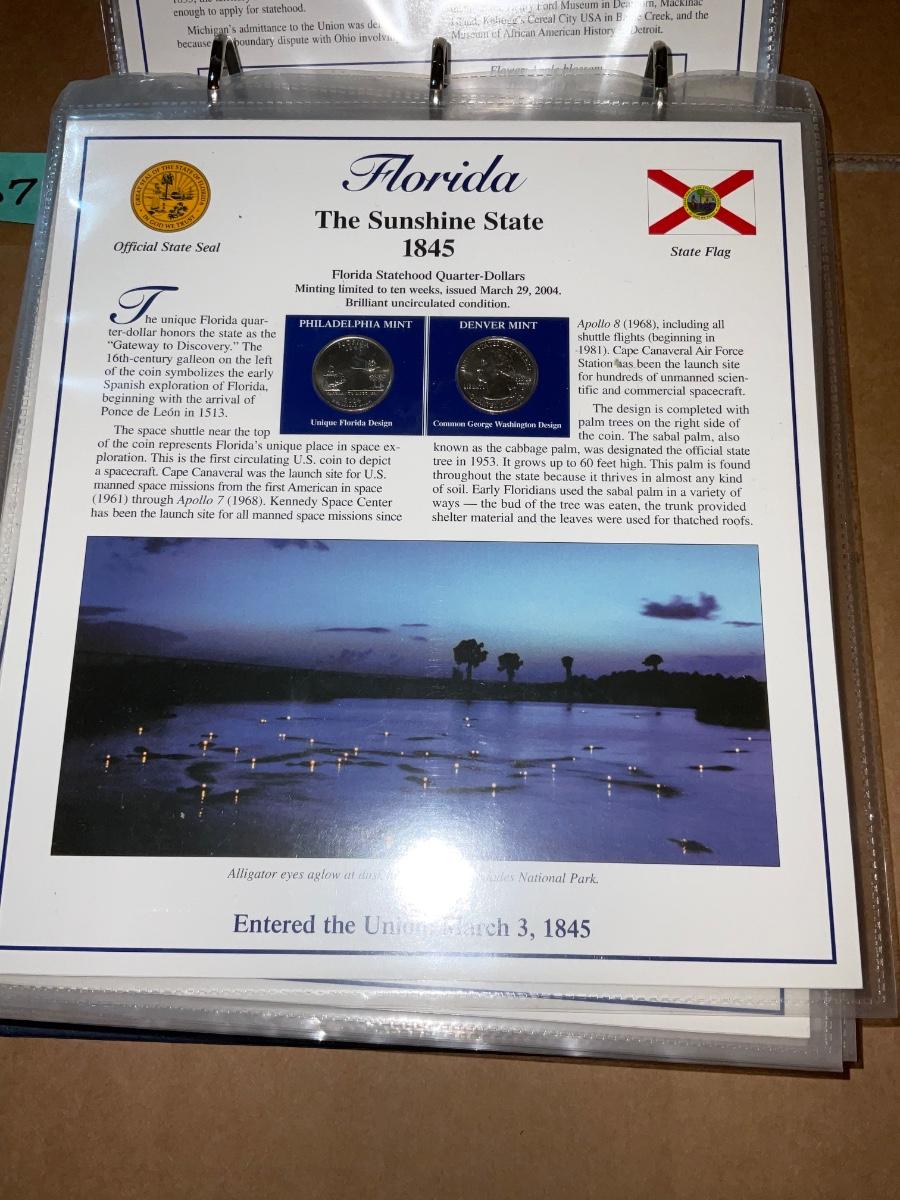 enough to apply for statehood.
Michigan's admittance to the Union was
because boundary dispute with Ohio
Ford Museum in Mackinac
Kellogg's Cereal City USA in Creek, and the
Museum of African American History Detroit.
7
GREAT SEAL OF THE STATE OF FLORIDA
IN GOD WE TRUST
Official State Seal
Florida
The Sunshine State
1845
State Flag
Florida Statehood Quarter-Dollars
Minting limited to ten weeks, issued March 29, 2004.
Brilliant uncirculated condition.
The unique Florida quar-
ter-dollar honors the state as the
“Gateway to Discovery.” The
16th-century galleon on the left
of the coin symbolizes the early
Spanish exploration of Florida,
beginning with the arrival of
Ponce de León in 1513.
The space shuttle near the top
of the coin represents Florida's unique place in space ex-
ploration. This is the first circulating U.S. coin to depict
a spacecraft. Cape Canaveral was the launch site for U.S.
manned space missions from the first American in space
(1961) through Apollo 7 (1968). Kennedy Space Center
has been the launch site for all manned space missions since
PHILADELPHIA MINT
Unique Florida Design
DENVER MINT
Common George Washington Design
Apollo 8 (1968), including all
shuttle flights (beginning in
1981). Cape Canaveral Air Force
Station has been the launch site
for hundreds of unmanned scien-
tific and commercial spacecraft.
The design is completed with
palm trees on the right side of
the coin. The sabal palm, also
known as the cabbage palm, was designated the official state
tree in 1953. It grows up to 60 feet high. This palm is found
throughout the state because it thrives in almost any kind
of soil. Early Floridians used the sabal palm in a variety of
ways — the bud of the tree was eaten, the trunk provided
shelter material and the leaves were used for thatched roofs.
Alligator eyes aglow at dusk National Park.
Entered the Union: March 3, 1845